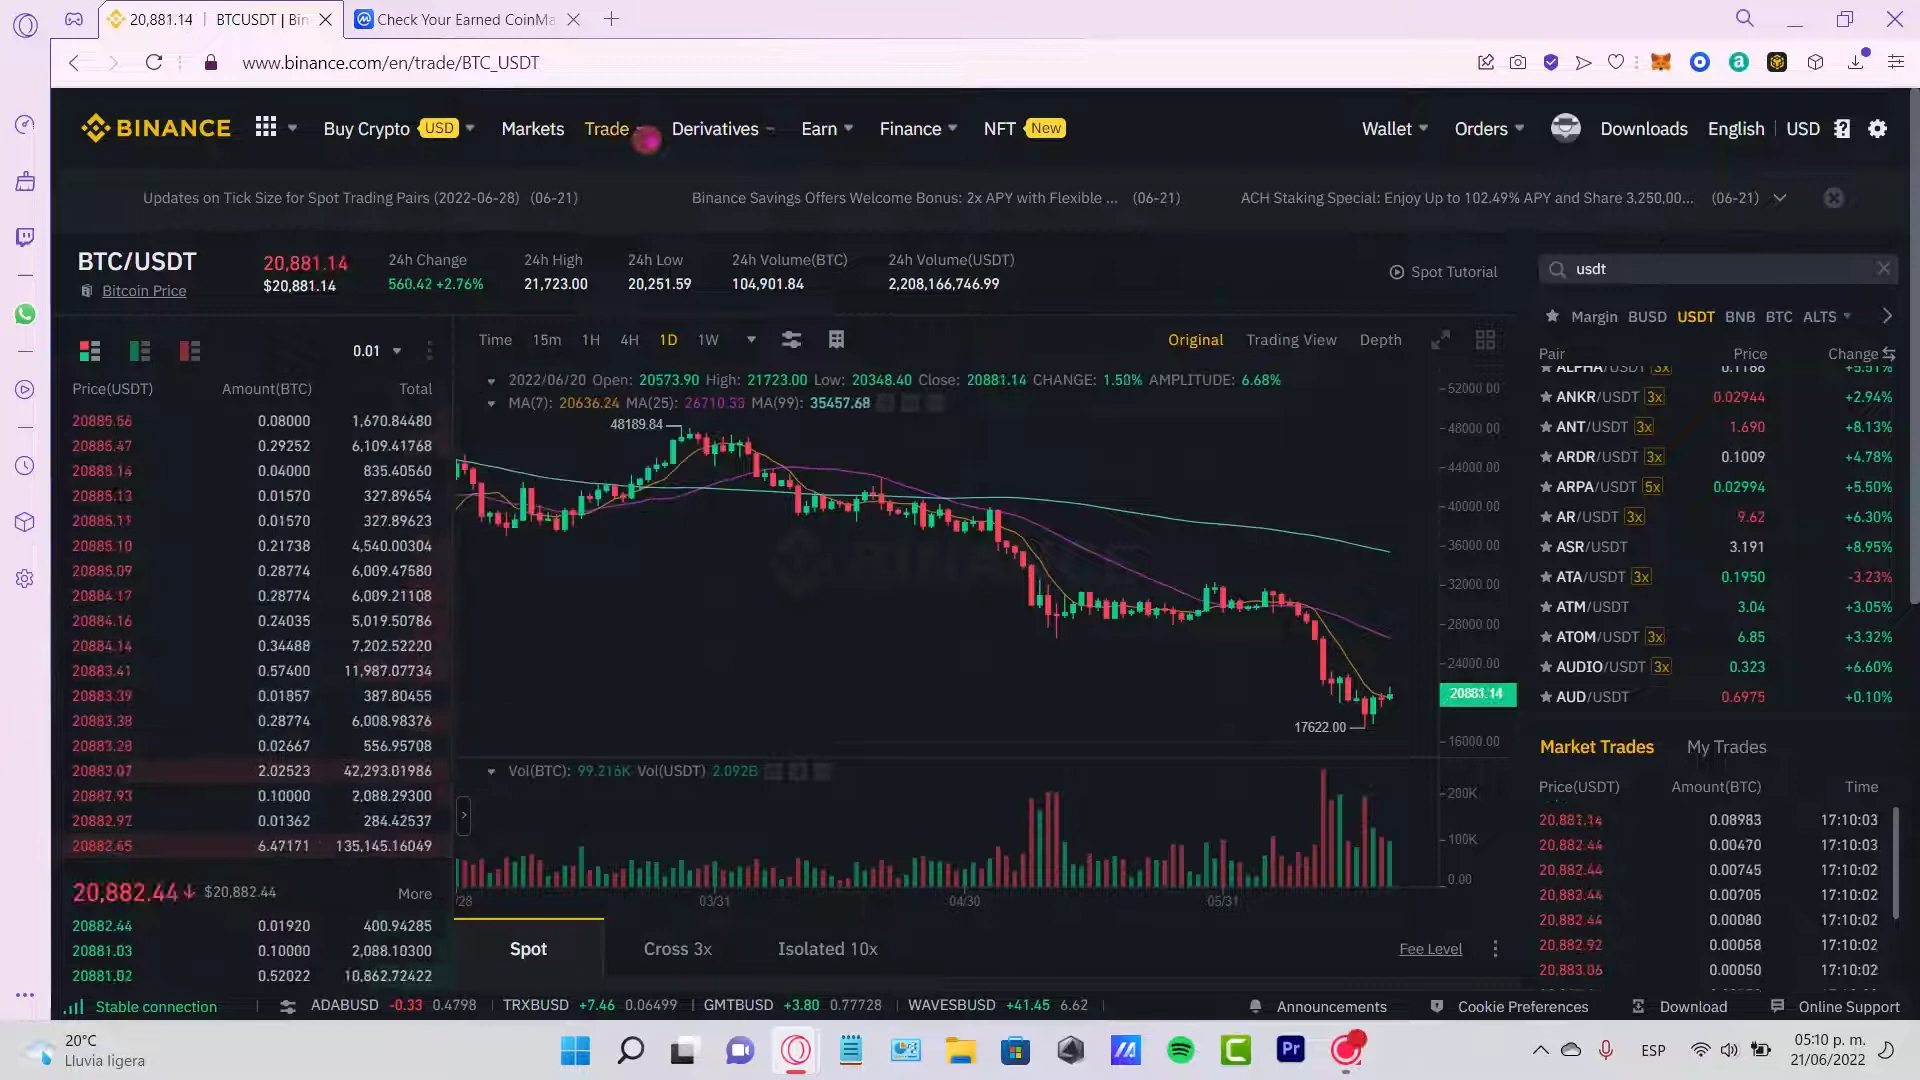 20,881.14 | BTCUSDT | Bin
Check Your Earned CoinMa
www.binance.com/en/trade/BTC_USDT
BINANCE
Buy Crypto USD Markets Trade Derivatives Earn Finance NFT New
Wallet Orders Downloads English USD
Updates on Tick Size for Spot Trading Pairs (2022-06-28) (06-21)
Binance Savings Offers Welcome Bonus: 2x APY with Flexible ... (06-21)
ACH Staking Special: Enjoy Up to 102.49% APY and Share 3,250,00... (06-21)
BTC/USDT
Bitcoin Price
20,881.14
$20,881.14
24h Change
560.42 +2.76%
24h High
21,723.00
24h Low
20,251.59
24h Volume(BTC)
104,901.84
24h Volume(USDT)
2,208,166,746.99
Spot Tutorial
0.01
Price(USDT) Amount(BTC) Total
20885.56 0.08000 1,670.84480
20885.47 0.29252 6,109.41768
20885.14 0.04000 835.40560
20885.13 0.01570 327.89654
20885.11 0.01570 327.89623
20885.10 0.21738 4,540.00304
20885.09 0.28774 6,009.47580
20884.17 0.28774 6,009.21108
20884.16 0.24035 5,019.50786
20884.14 0.34488 7,202.52220
20883.41 0.57400 11,987.07734
20883.39 0.01857 387.80455
20883.38 0.28774 6,008.98376
20883.28 0.02667 556.95708
20883.07 2.02523 42,293.01986
20882.93 0.10000 2,088.29300
20882.92 0.01362 284.42537
20882.45 6.47171 135,145.16049
20,882.44↓ $20,882.44 More
20882.44 0.01920 400.94285
20881.03 0.10000 2,088.10300
20881.02 0.52022 10,862.72422
Time 15m 1H 4H 1D 1W
Original Trading View Depth
2022/06/20 Open: 20573.90 High: 21723.00 Low: 20348.40 Close: 20881.14 CHANGE: 1.50% AMPLITUDE: 6.68%
MA(7): 20636.24 MA(25): 26710.33 MA(99): 35457.68
48189.84
17622.00
52000.00
48000.00
44000.00
40000.00
36000.00
32000.00
28000.00
24000.00
20881.14
16000.00
Vol(BTC): 99.216K Vol(USDT) 2.092B
200K
100K
0.00
/28 03/31 04/30 05/31
Spot Cross 3x Isolated 10x
Fee Level
usdt
Margin BUSD USDT BNB BTC ALTS
Pair Price Change
ALPHA/USDT 3x 0.1188 +5.51%
ANKR/USDT 3x 0.02944 +2.94%
ANT/USDT 3x 1.690 +8.13%
ARDR/USDT 3x 0.1009 +4.78%
ARPA/USDT 5x 0.02994 +5.50%
AR/USDT 3x 9.62 +6.30%
ASR/USDT 3.191 +8.95%
ATA/USDT 3x 0.1950 -3.23%
ATM/USDT 3.04 +3.05%
ATOM/USDT 3x 6.85 +3.32%
AUDIO/USDT 3x 0.323 +6.60%
AUD/USDT 0.6975 +0.10%
Market Trades My Trades
Price(USDT) Amount(BTC) Time
20,881.14 0.08983 17:10:03
20,882.44 0.00470 17:10:03
20,882.44 0.00745 17:10:02
20,882.44 0.00705 17:10:02
20,882.44 0.00080 17:10:02
20,882.92 0.00058 17:10:02
20,883.06 0.00050 17:10:02
Stable connection
ADABUSD -0.33 0.4798 | TRXBUSD +7.46 0.06499 | GMTBUSD +3.80 0.77728 | WAVESBUSD +41.45 6.62
Announcements Cookie Preferences Download Online Support
20°C
Lluvia ligera
Pr
ESP
05:10 p. m.
21/06/2022